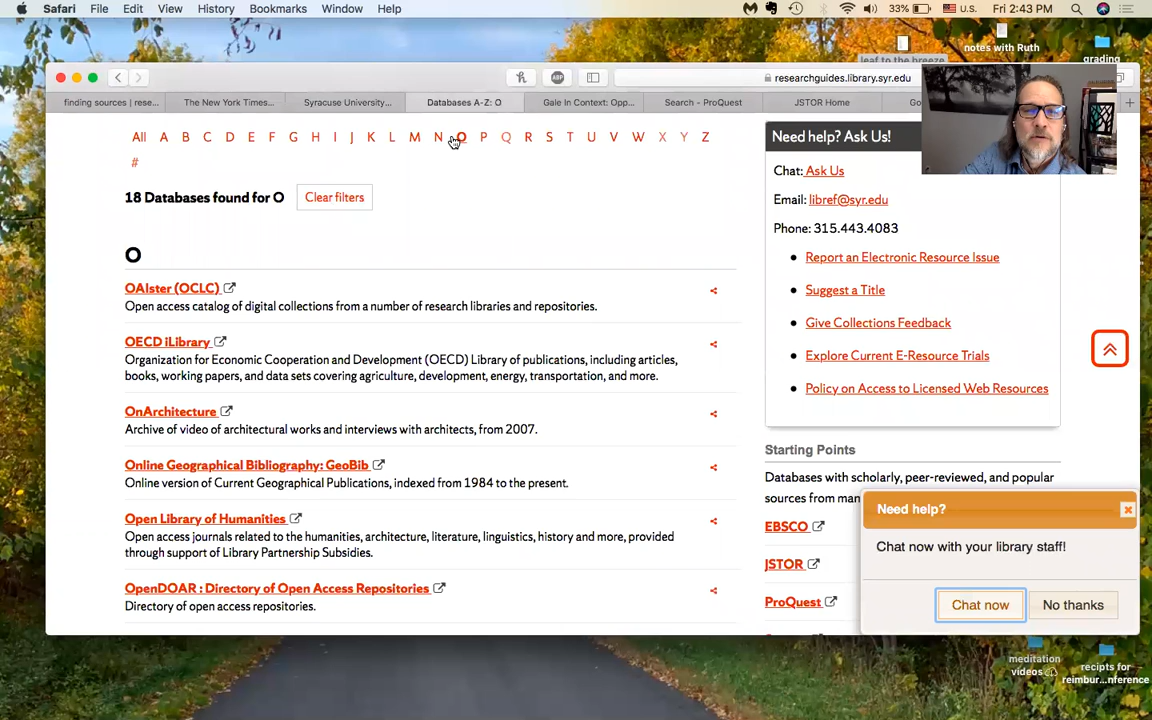 Safari File Edit View History Bookmarks Window Help
33% U.S. Fri 2:43 PM
leaf to the breeze
notes with Ruth
grading
researchguides.library.syr.edu
finding sources | rese...
The New York Times...
Syracuse University...
Databases A-Z: O
Gale In Context: Opp...
Search - ProQuest
JSTOR Home
Go
All A B C D E F G H I J K L M N O P Q R S T U V W X Y Z
#
18 Databases found for O
Clear filters
O
OAIster (OCLC)
Open access catalog of digital collections from a number of research libraries and repositories.
OECD iLibrary
Organization for Economic Cooperation and Development (OECD) Library of publications, including articles,
books, working papers, and data sets covering agriculture, development, energy, transportation, and more.
OnArchitecture
Archive of video of architectural works and interviews with architects, from 2007.
Online Geographical Bibliography: GeoBib
Online version of Current Geographical Publications, indexed from 1984 to the present.
Open Library of Humanities
Open access journals related to the humanities, architecture, literature, linguistics, history and more, provided
through support of Library Partnership Subsidies.
OpenDOAR : Directory of Open Access Repositories
Directory of open access repositories.
Need help? Ask Us!
Chat: Ask Us
Email: libref@syr.edu
Phone: 315.443.4083
Report an Electronic Resource Issue
Suggest a Title
Give Collections Feedback
Explore Current E-Resource Trials
Policy on Access to Licensed Web Resources
Starting Points
Databases with scholarly, peer-reviewed, and popular
sources from man
EBSCO
JSTOR
ProQuest
Need help?
Chat now with your library staff!
Chat now
No thanks
meditation
videos
recipts for
reimbur...nference